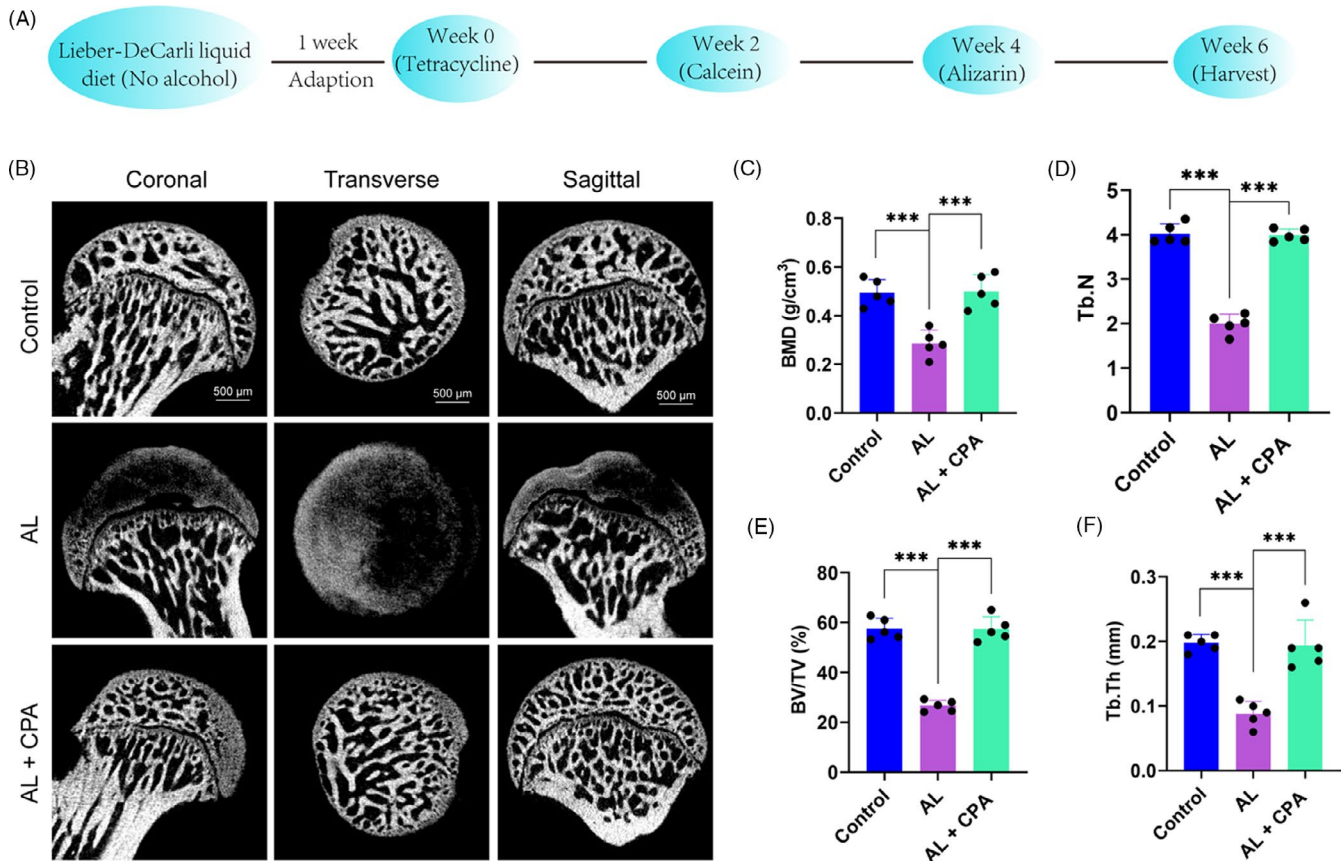 (A)
Lieber-DeCarli liquid
diet (No alcohol)
1 week
Adaption
Week 0
(Tetracycline)
Week 2
(Calcein)
Week 4
(Alizarin)
Week 6
(Harvest)
(B)
Coronal
Transverse
Sagittal
Control
500 μm
500 μm
500 μm
AL
AL + CPA
(C)
*** ***
BMD (g/cm³)
0.8
0.6
0.4
0.2
0.0
Control
AL
AL + CPA
(D)
*** ***
Tb.N
5
4
3
2
1
0
Control
AL
AL + CPA
(E)
*** ***
BV/TV (%)
80
60
40
20
0
Control
AL
AL + CPA
(F)
*** ***
Tb.Th (mm)
0.3
0.2
0.1
0.0
Control
AL
AL + CPA